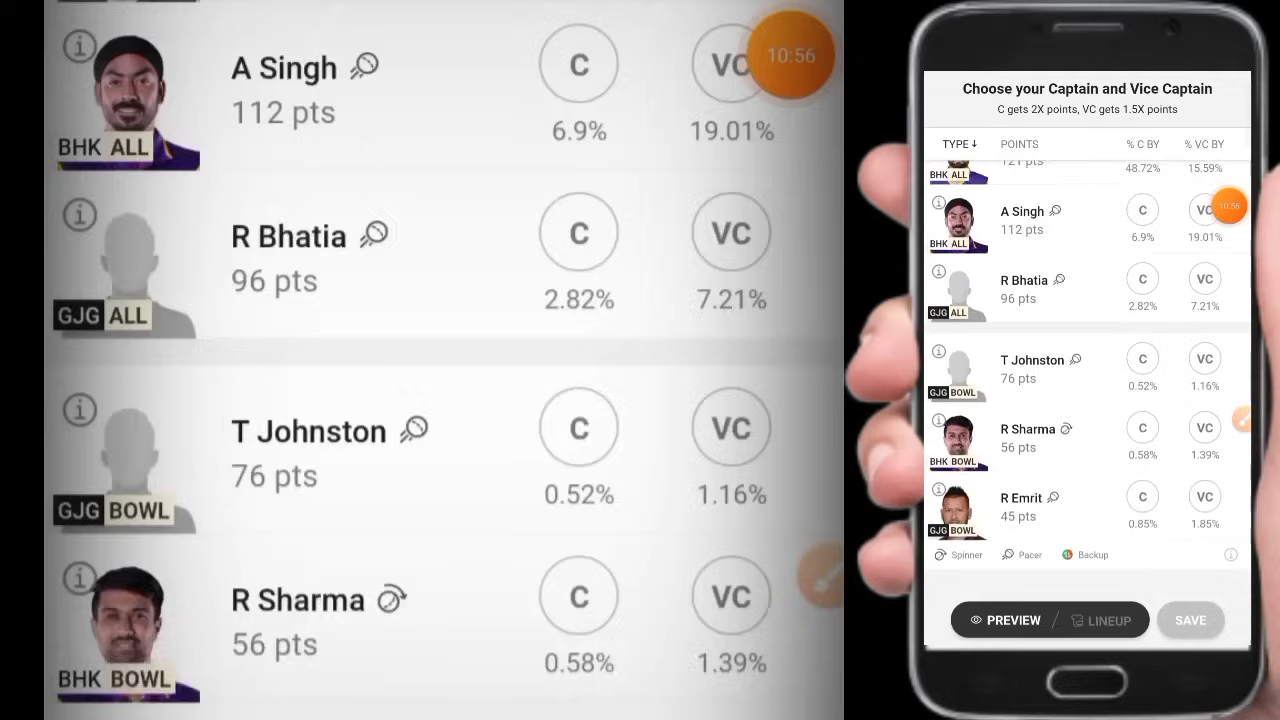 A Singh
112 pts
BHK ALL
C
6.9%
VC
19.01%
10:56
R Bhatia
96 pts
GJG ALL
C
2.82%
VC
7.21%
T Johnston
76 pts
GJG BOWL
C
0.52%
VC
1.16%
R Sharma
56 pts
BHK BOWL
C
0.58%
VC
1.39%
Choose your Captain and Vice Captain
C gets 2X points, VC gets 1.5X points
TYPE↓ POINTS % C BY % VC BY
121 pts
BHK ALL
48.72%
15.59%
A Singh
112 pts
BHK ALL
C
6.9%
VC
19.01%
10:56
R Bhatia
96 pts
GJG ALL
C
2.82%
VC
7.21%
T Johnston
76 pts
GJG BOWL
C
0.52%
VC
1.16%
R Sharma
56 pts
BHK BOWL
C
0.58%
VC
1.39%
R Emrit
45 pts
GJG BOWL
C
0.85%
VC
1.85%
Spinner Pacer Backup
PREVIEW / LINEUP SAVE